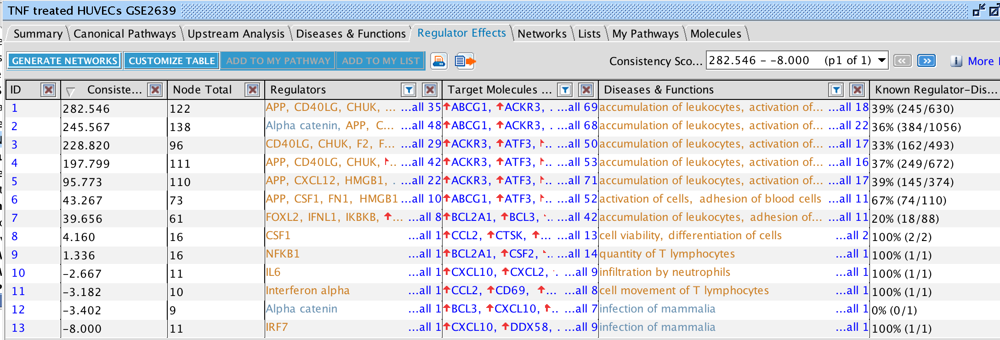 TNF treated HUVECs GSE2639
Summary Canonical Pathways Upstream Analysis Diseases & Functions Regulator Effects Networks Lists My Pathways Molecules
GENERATE NETWORKS CUSTOMIZE TABLE ADD TO MY PATHWAY ADD TO MY LIST Consistency Sco... 282.546 – -8.000 (p1 of 1) << >> i More
ID Consiste... Node Total Regulators Target Molecules ... Diseases & Functions Known Regulator-Dis...
1 282.546 122 APP, CD40LG, CHUK, ... ...all 35 ABCG1, ACKR3, . ...all 69 accumulation of leukocytes, activation of... ...all 18 39% (245/630)
2 245.567 138 Alpha catenin, APP, C... ...all 48 ABCG1, ACKR3, . ...all 68 accumulation of leukocytes, activation of... ...all 22 36% (384/1056)
3 228.820 96 CD40LG, CHUK, F2, F... ...all 29 ACKR3, ATF3, .. ...all 50 accumulation of leukocytes, activation of... ...all 17 33% (162/493)
4 197.799 111 APP, CD40LG, CHUK, .. ...all 42 ACKR3, ATF3, .. ...all 53 accumulation of leukocytes, activation of... ...all 16 37% (249/672)
5 95.773 110 APP, CXCL12, HMGB1, . ...all 22 ACKR3, ATF3, .. ...all 71 accumulation of leukocytes, activation of... ...all 17 39% (145/374)
6 43.267 73 APP, CSF1, FN1, HMGB1 ...all 10 ABCG1, ATF3, .. ...all 52 activation of cells, adhesion of blood cells ...all 11 67% (74/110)
7 39.656 61 FOXL2, IFNL1, IKBKB, ... ...all 8 BCL2A1, BCL3, .. ...all 42 accumulation of leukocytes, adhesion of... ...all 11 20% (18/88)
8 4.160 16 CSF1 ...all 1 CCL2, CTSK, ... ...all 13 cell viability, differentiation of cells ...all 2 100% (2/2)
9 1.336 16 NFKB1 ...all 1 BCL2A1, CSF2, .. ...all 14 quantity of T lymphocytes ...all 1 100% (1/1)
10 -2.667 11 IL6 ...all 1 CXCL10, CXCL2, . ...all 9 infiltration by neutrophils ...all 1 100% (1/1)
11 -3.182 10 Interferon alpha ...all 1 CCL2, CD69, ... ...all 8 cell movement of T lymphocytes ...all 1 100% (1/1)
12 -3.402 9 Alpha catenin ...all 1 BCL3, CXCL10, .. ...all 7 infection of mammalia ...all 1 0% (0/1)
13 -8.000 11 IRF7 ...all 1 CXCL10, DDX58, . ...all 9 infection of mammalia ...all 1 100% (1/1)